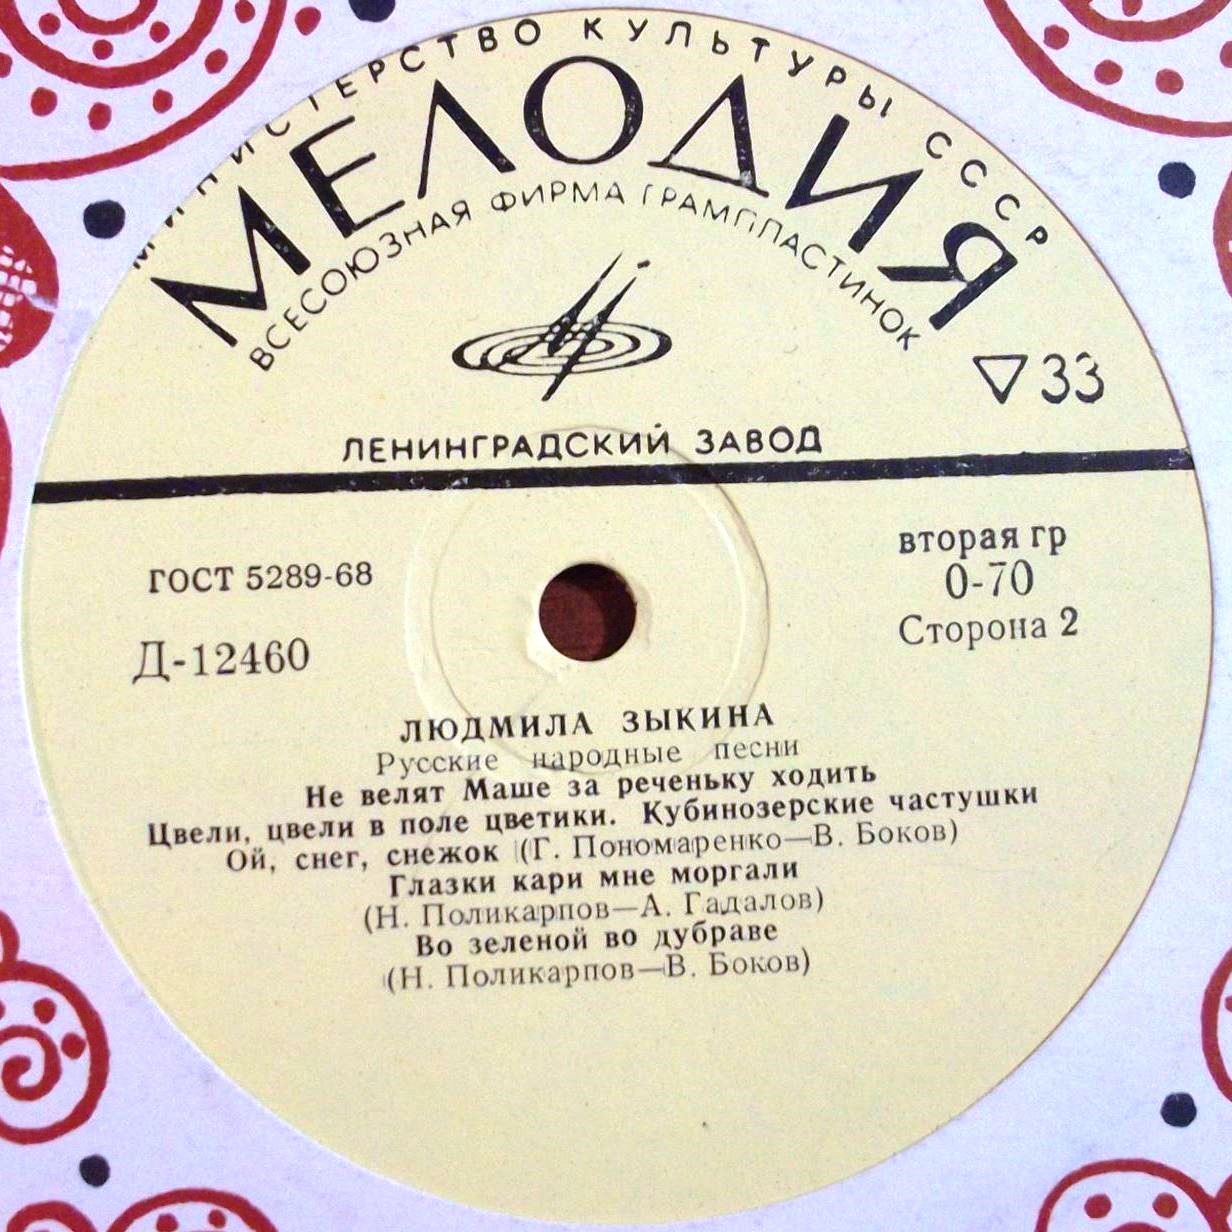 МИНИСТЕРСТВО КУЛЬТУРЫ СССР
МЕЛОДИЯ
ВСЕСОЮЗНАЯ ФИРМА ГРАМПЛАСТИНОК
33
ЛЕНИНГРАДСКИЙ ЗАВОД
ГОСТ 5289-68
Д-12460
вторая гр
0-70
Сторона 2
ЛЮДМИЛА ЗЫКИНА
Русские народные песни
Не велят Маше за реченьку ходить
Цвели, цвели в поле цветики. Кубинозерские частушки
Ой, снег, снежок (Г. Пономаренко—В. Боков)
Глазки кари мне моргали
(Н. Поликарпов—А. Гадалов)
Во зеленой во дубраве
(Н. Поликарпов—В. Боков)